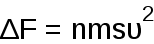 ΔF = nmsυ²